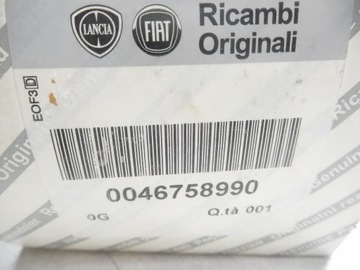 LANCIA
FIAT
Ricambi
Originali
EOF3D
0046758990
0G
Q.tà 001